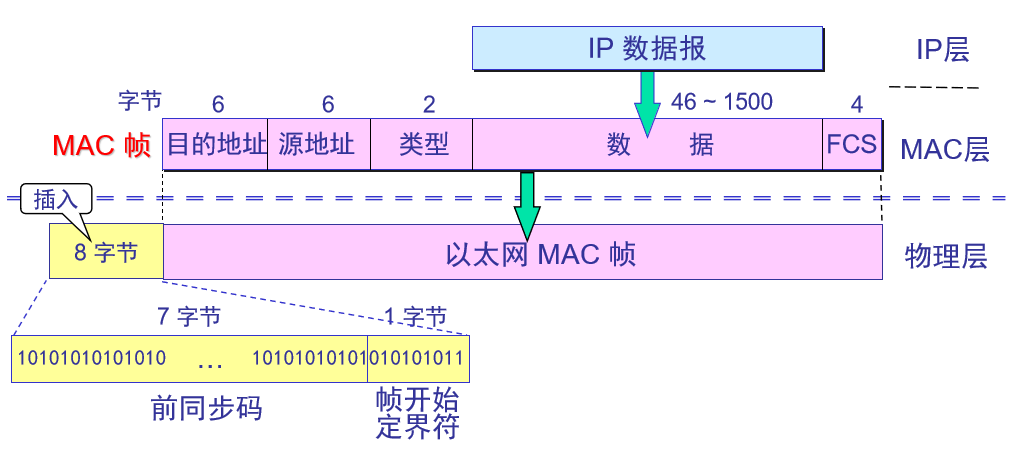 IP 数据报
IP层
字节 6 6 2 46 ~ 1500 4
MAC 帧 目的地址 源地址 类型 数 据 FCS MAC层
插入
8 字节 以太网 MAC 帧 物理层
7 字节 1 字节
10101010101010 … 10101010101010101011
前同步码 帧开始
定界符